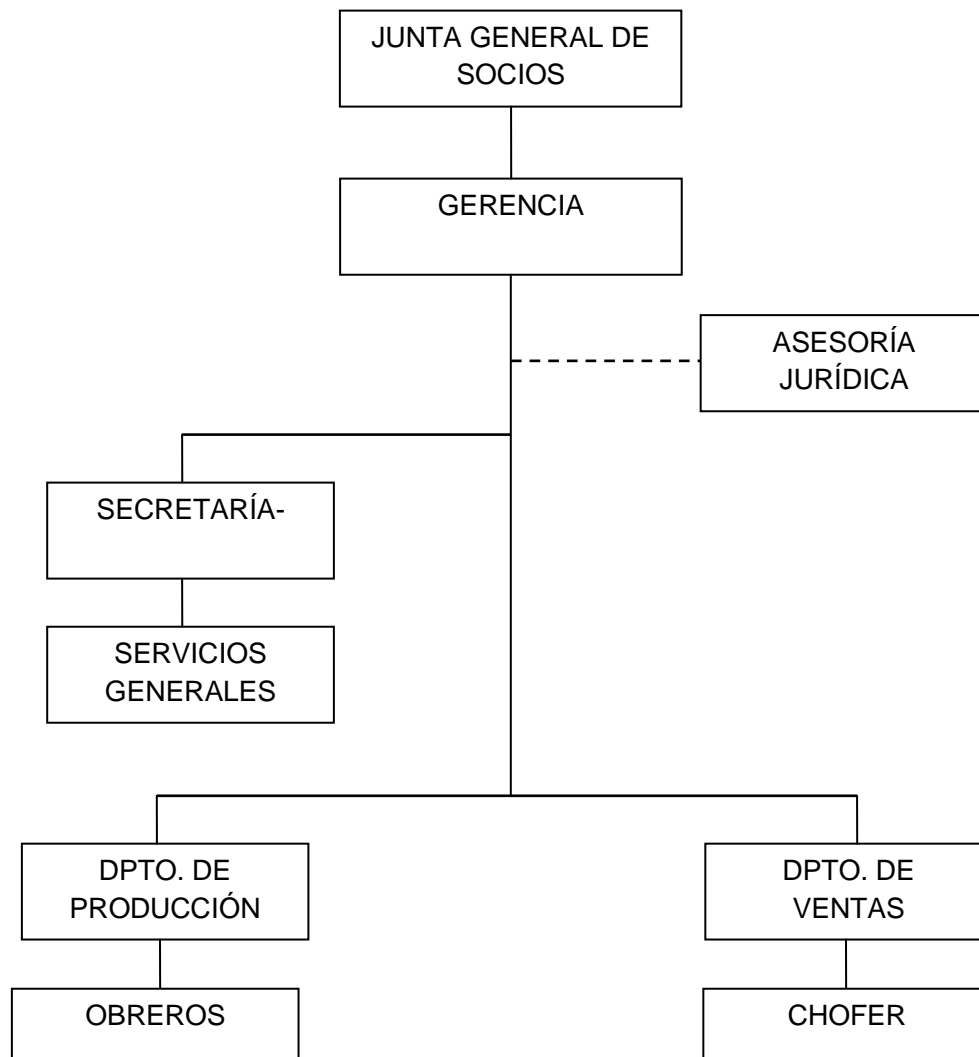 JUNTA GENERAL DE
SOCIOS
GERENCIA
ASESORÍA
JURÍDICA
SECRETARÍA-
SERVICIOS
GENERALES
DPTO. DE
PRODUCCIÓN
DPTO. DE
VENTAS
OBREROS
CHOFER